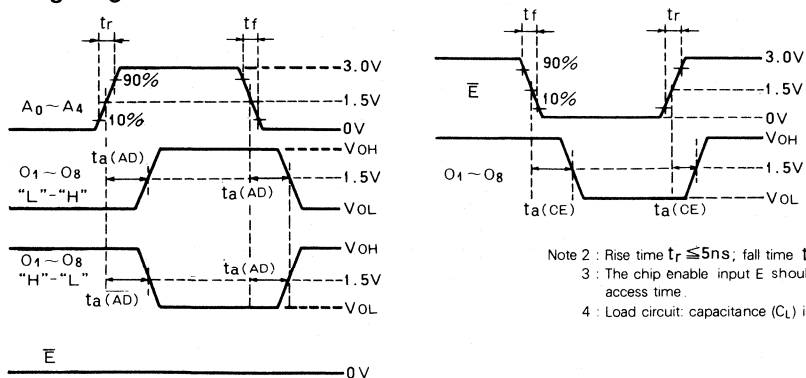 tr
tf
A0~A4
90%
10%
3.0V
1.5V
0V
ta(AD)
ta(AD)
O1~O8
"L"-"H"
VOH
1.5V
VOL
O1~O8
"H"-"L"
ta(AD)
ta(AD)
VOH
1.5V
VOL
E̅
0V
tf
tr
E̅
90%
10%
3.0V
1.5V
0V
O1~O8
VOH
1.5V
VOL
ta(CE)
ta(CE)
Note 2 : Rise time tr ≦5ns; fall time
3 : The chip enable input E
access time.
4 : Load circuit: capacitance (CL)